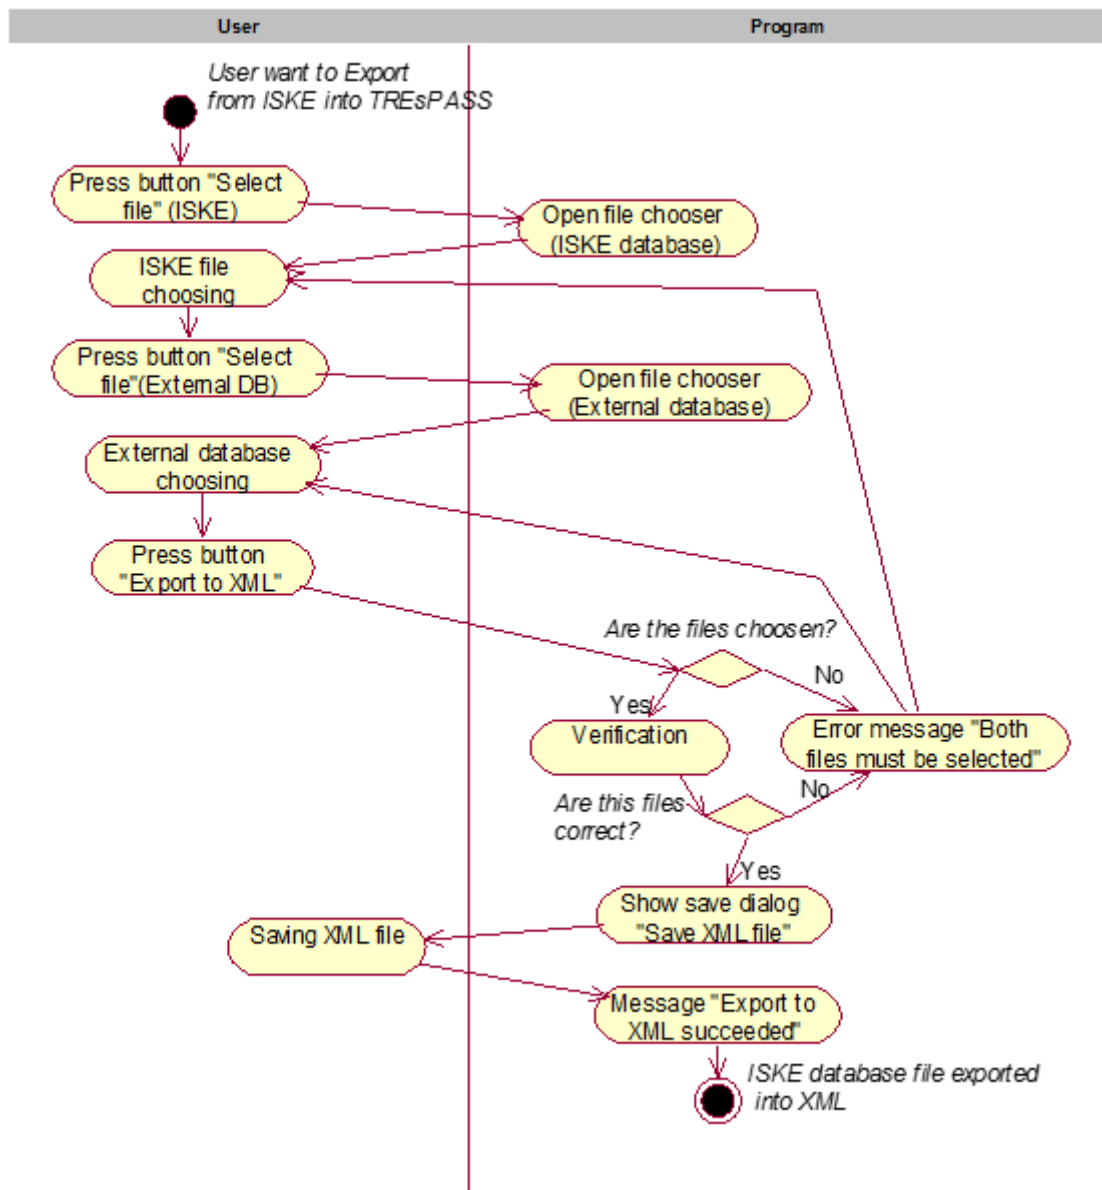 User
Program
User want to Export
from ISKE into TREsPASS
Press button "Select
file" (ISKE)
Open file chooser
(ISKE database)
ISKE file
choosing
Press button "Select
file"(External DB)
Open file chooser
(External database)
External database
choosing
Press button
"Export to XML"
Are the files choosen?
No
Yes
Verification
Error message "Both
files must be selected"
Are this files
correct?
No
Yes
Show save dialog
"Save XML file"
Saving XML file
Message "Export to
XML succeeded"
ISKE database file exported
into XML